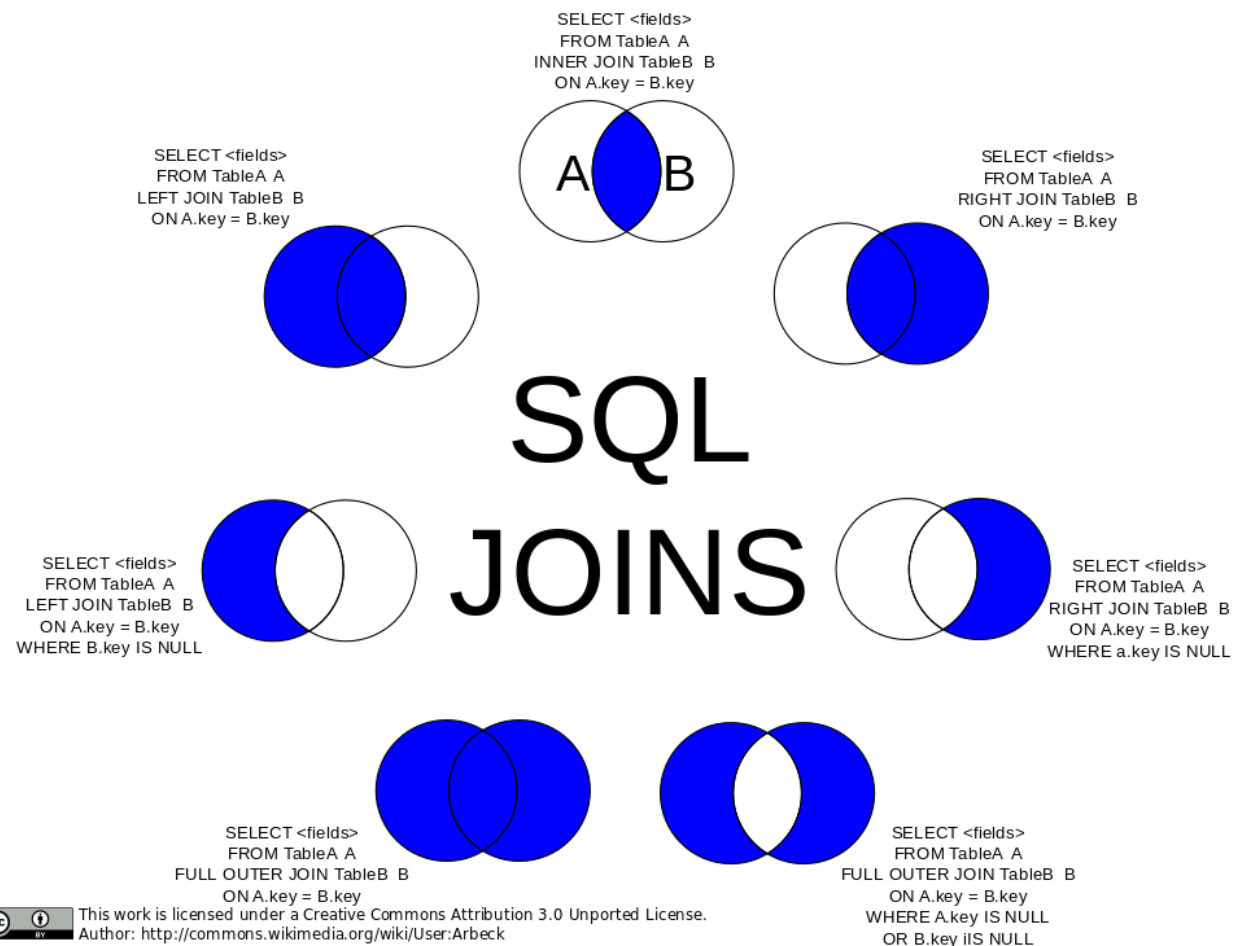 SELECT <fields>
FROM TableA A
INNER JOIN TableB B
ON A.key = B.key
A B
SELECT <fields>
FROM TableA A
LEFT JOIN TableB B
ON A.key = B.key
SELECT <fields>
FROM TableA A
RIGHT JOIN TableB B
ON A.key = B.key
SQL
JOINS
SELECT <fields>
FROM TableA A
LEFT JOIN TableB B
ON A.key = B.key
WHERE B.key IS NULL
SELECT <fields>
FROM TableA A
RIGHT JOIN TableB B
ON A.key = B.key
WHERE a.key IS NULL
SELECT <fields>
FROM TableA A
FULL OUTER JOIN TableB B
ON A.key = B.key
SELECT <fields>
FROM TableA A
FULL OUTER JOIN TableB B
ON A.key = B.key
WHERE A.key IS NULL
OR B.key iIS NULL
cc
BY
This work is licensed under a Creative Commons Attribution 3.0 Unported License.
Author: http://commons.wikimedia.org/wiki/User:Arbeck